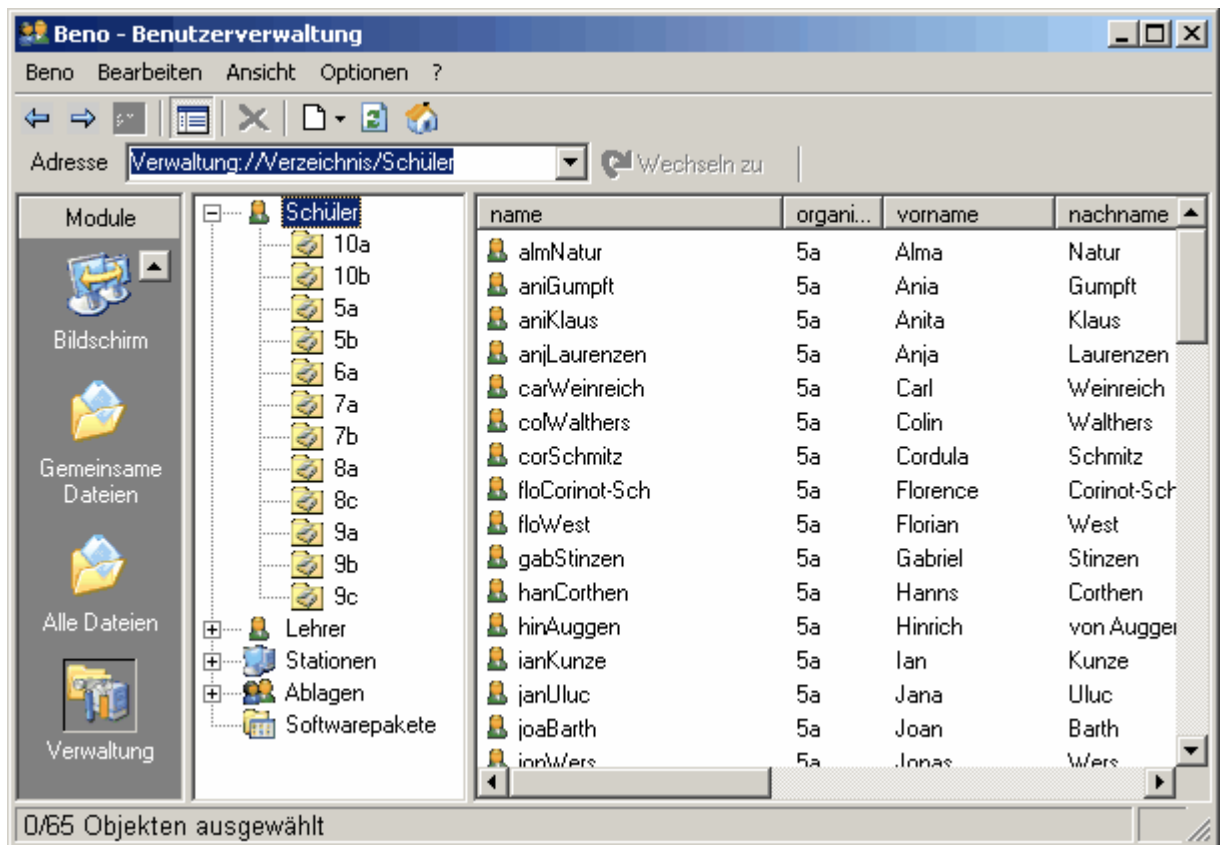 Beno - Benutzerverwaltung
Beno Bearbeiten Ansicht Optionen ?
Adresse Verwaltung://Verzeichnis/Schüler Wechseln zu
Module
Bildschirm
Gemeinsame
Dateien
Alle Dateien
Verwaltung
Schüler
10a
10b
5a
5b
6a
7a
7b
8a
8c
9a
9b
9c
Lehrer
Stationen
Ablagen
Softwarepakete
name organi... vorname nachname
almNatur 5a Alma Natur
aniGumpft 5a Ania Gumpft
aniKlaus 5a Anita Klaus
anjLaurenzen 5a Anja Laurenzen
carWeinreich 5a Carl Weinreich
colWalthers 5a Colin Walthers
corSchmitz 5a Cordula Schmitz
floCorinot-Sch 5a Florence Corinot-Sch
floWest 5a Florian West
gabStinzen 5a Gabriel Stinzen
hanCorthen 5a Hanns Corthen
hinAuggen 5a Hinrich von Auggen
ianKunze 5a Ian Kunze
janUluc 5a Jana Uluc
joaBarth 5a Joan Barth
jonWers 5a Jonas Wers
0/65 Objekten ausgewählt